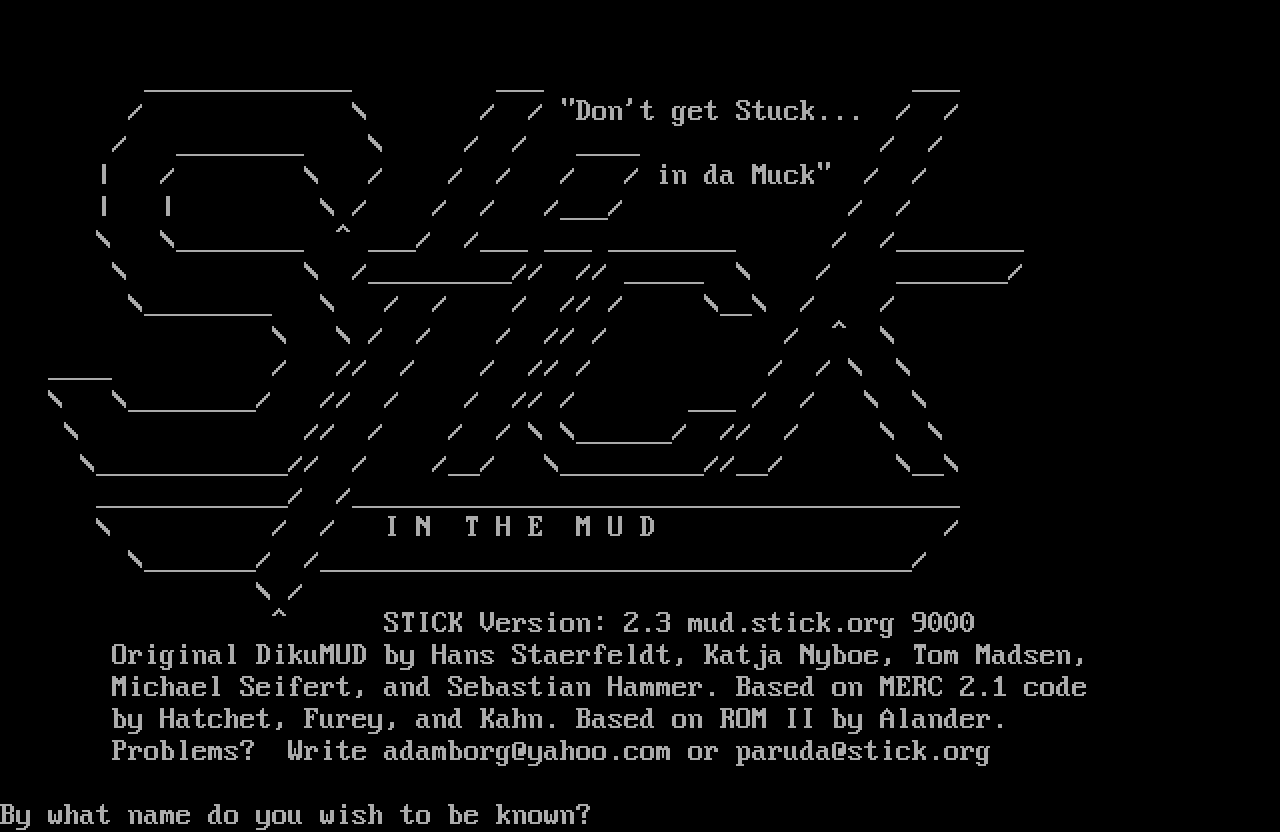 "Don't get Stuck...
in da Muck"
STICK
I N  T H E  M U D
STICK Version: 2.3 mud.stick.org 9000
Original DikuMUD by Hans Staerfeldt, Katja Nyboe, Tom Madsen,
Michael Seifert, and Sebastian Hammer. Based on MERC 2.1 code
by Hatchet, Furey, and Kahn. Based on ROM II by Alander.
Problems?  Write adamborg@yahoo.com or paruda@stick.org
By what name do you wish to be known?